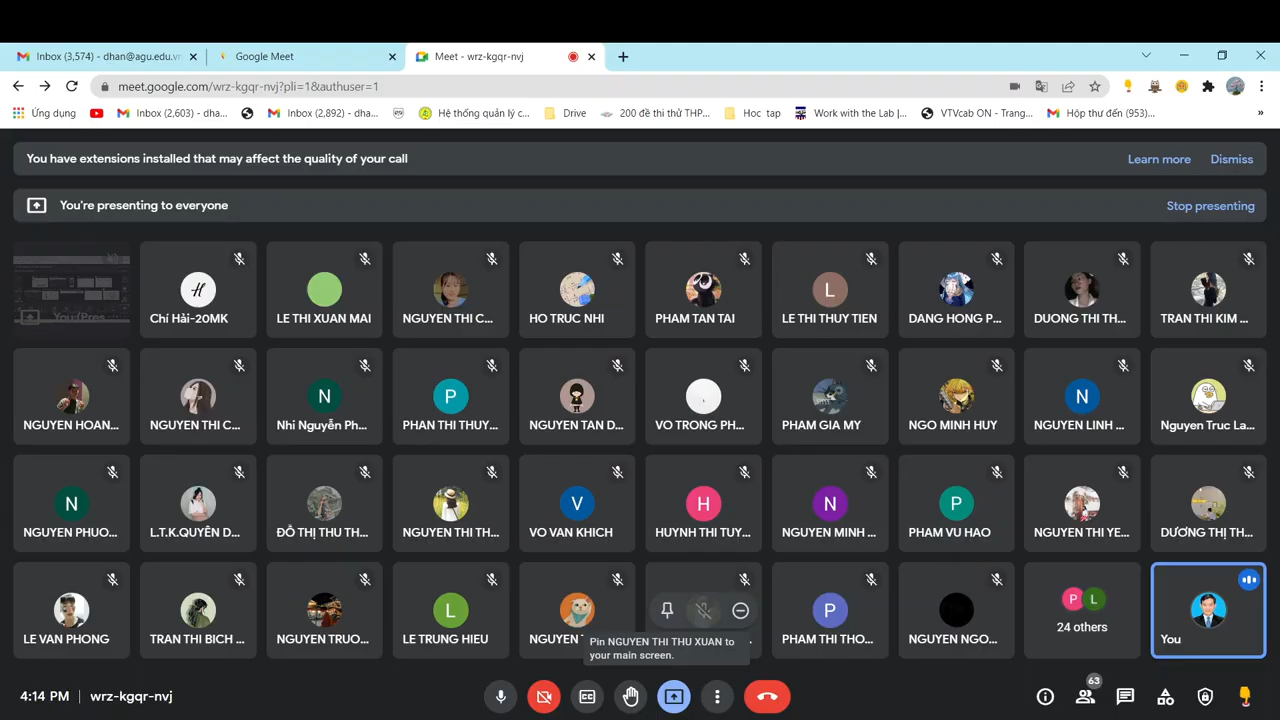 Inbox (3,574) - dhan@agu.edu.vn
Google Meet
Meet - wrz-kgqr-nvj
meet.google.com/wrz-kgqr-nvj?pli=1&authuser=1
Ứng dụng
Inbox (2,603) - dha...
Inbox (2,892) - dha...
Hệ thống quản lý c...
Drive
200 đề thi thử THP...
Hoc tap
Work with the Lab |...
VTVcab ON - Trang...
Hộp thư đến (953)...
»
You have extensions installed that may affect the quality of your call
Learn more
Dismiss
You're presenting to everyone
Stop presenting
You (Pres
H
Chí Hải-20MK
LE THI XUAN MAI
NGUYEN THI C...
HO TRUC NHI
PHAM TAN TAI
L
LE THI THUY TIEN
DANG HONG P...
DUONG THI TH...
TRAN THI KIM ...
NGUYEN HOAN...
NGUYEN THI C...
N
Nhi Nguyễn Ph...
P
PHAN THI THUY...
NGUYEN TAN D...
VO TRONG PH...
PHAM GIA MY
NGO MINH HUY
N
NGUYEN LINH ...
Nguyen Truc La...
N
NGUYEN PHUO...
L.T.K.QUYÊN D...
ĐỖ THỊ THU TH...
NGUYEN THI TH...
V
VO VAN KHICH
H
HUYNH THI TUY...
N
NGUYEN MINH ...
P
PHAM VU HAO
NGUYEN THI YE...
DƯƠNG THỊ TH...
LE VAN PHONG
TRAN THI BICH ...
NGUYEN TRUO...
L
LE TRUNG HIEU
NGUYEN T
Pin NGUYEN THI THU XUAN to
your main screen.
P
PHAM THI THO...
NGUYEN NGO...
P L
24 others
You
4:14 PM | wrz-kgqr-nvj
63